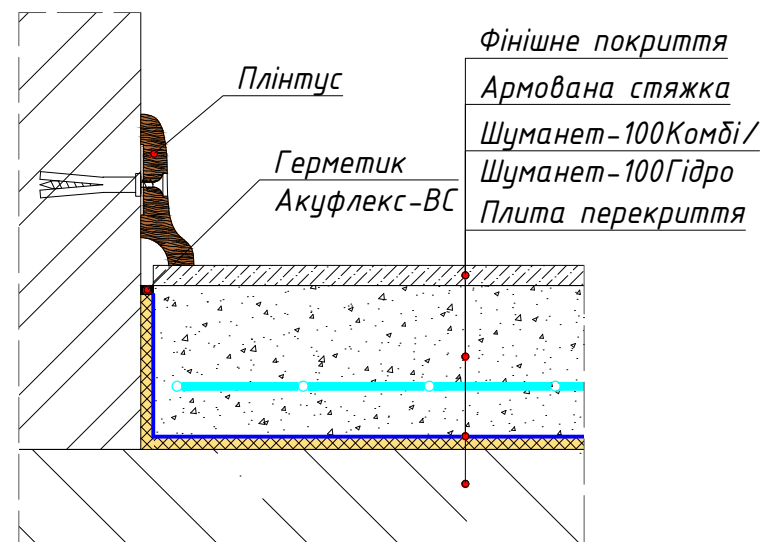 Фінішне покриття
Плінтус
Армована стяжка
Шуманет-100Комбі/
Шуманет-100Гідро
Герметик
Акуфлекс-ВС
Плита перекриття